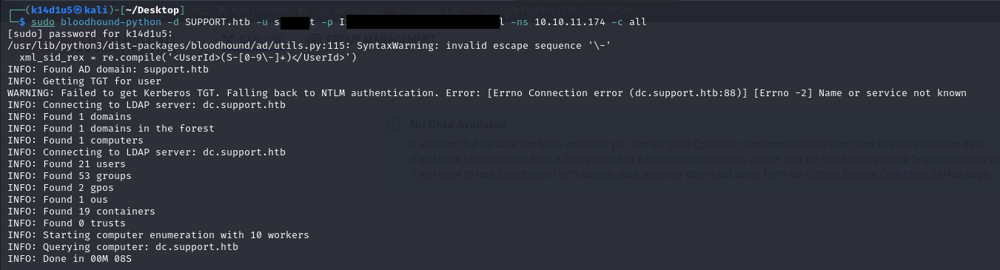 Docs Kali Forums Kali NetHunter Exploit-DB Google Hacking DB OffSec
┌──(k14d1u5㉿kali)-[~/Desktop]
└─$ sudo bloodhound-python -d SUPPORT.htb -u s t -p I l -ns 10.10.11.174 -c all
[sudo] password for k14d1u5:
EXPLORE GROUP MANAGEMENT
/usr/lib/python3/dist-packages/bloodhound/ad/utils.py:115: SyntaxWarning: invalid escape sequence '\-'
xml_sid_rex = re.compile('<UserId>(S-[0-9\-]+)</UserId>')
INFO: Found AD domain: support.htb
INFO: Getting TGT for user
WARNING: Failed to get Kerberos TGT. Falling back to NTLM authentication. Error: [Errno Connection error (dc.support.htb:88)] [Errno -2] Name or service not known
INFO: Connecting to LDAP server: dc.support.htb
INFO: Found 1 domains
INFO: Found 1 domains in the forest
INFO: Found 1 computers
INFO: Connecting to LDAP server: dc.support.htb
INFO: Found 21 users
INFO: Found 53 groups
INFO: Found 2 gpos
INFO: Found 1 ous
INFO: Found 19 containers
INFO: Found 0 trusts
INFO: Starting computer enumeration with 10 workers
INFO: Querying computer: dc.support.htb
INFO: Done in 00M 08S
No Data Available
It appears that no data has been uploaded yet. See our Data Collection documentation to learn how to start collecting data.
If you have files available from a SharpHound or AzureHound collection, please visit the File Ingest page to begin uploading
If you want to test BloodHound with sample data, you may download some from our GitHub Sample Collection GitHub page.